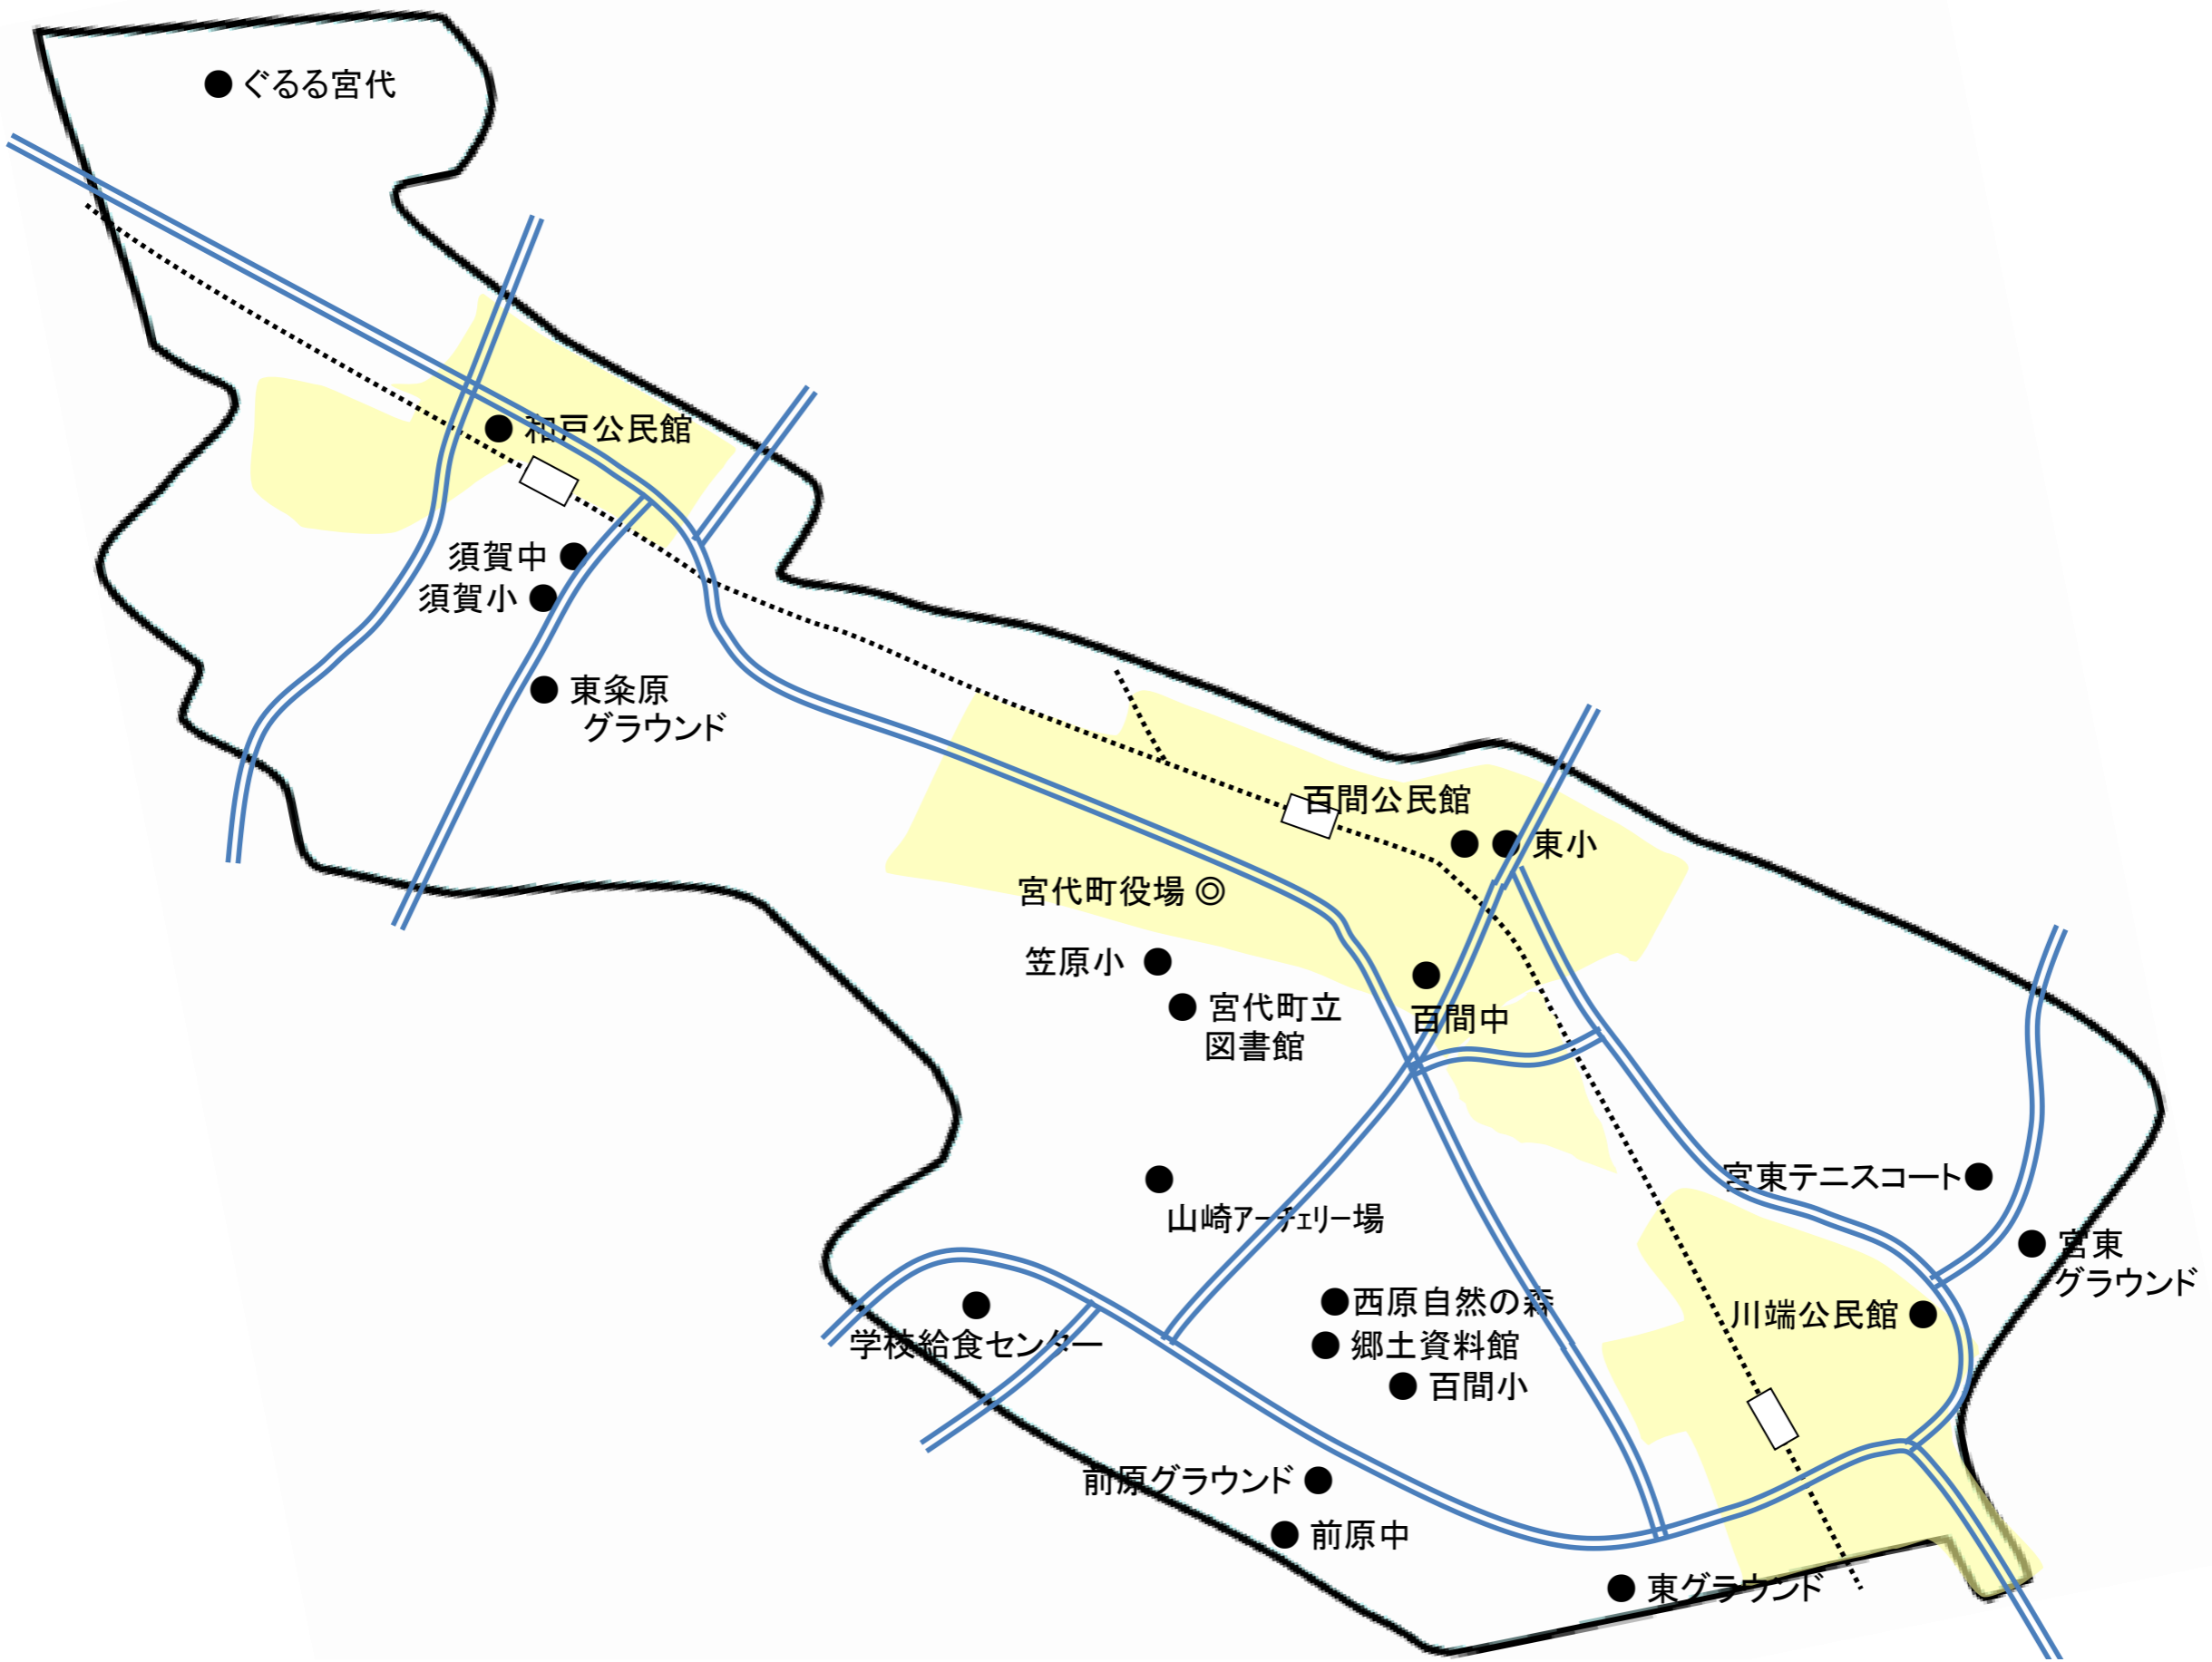 ぐるる宮代
和戸公民館
須賀中
須賀小
東粂原
グラウンド
百間公民館
東小
宮代町役場
笠原小
宮代町立
図書館
百間中
宮東テニスコート
山崎アーチェリー場
宮東
グラウンド
西原自然の森
川端公民館
学校給食センター
郷土資料館
百間小
前原グラウンド
前原中
東グラウンド